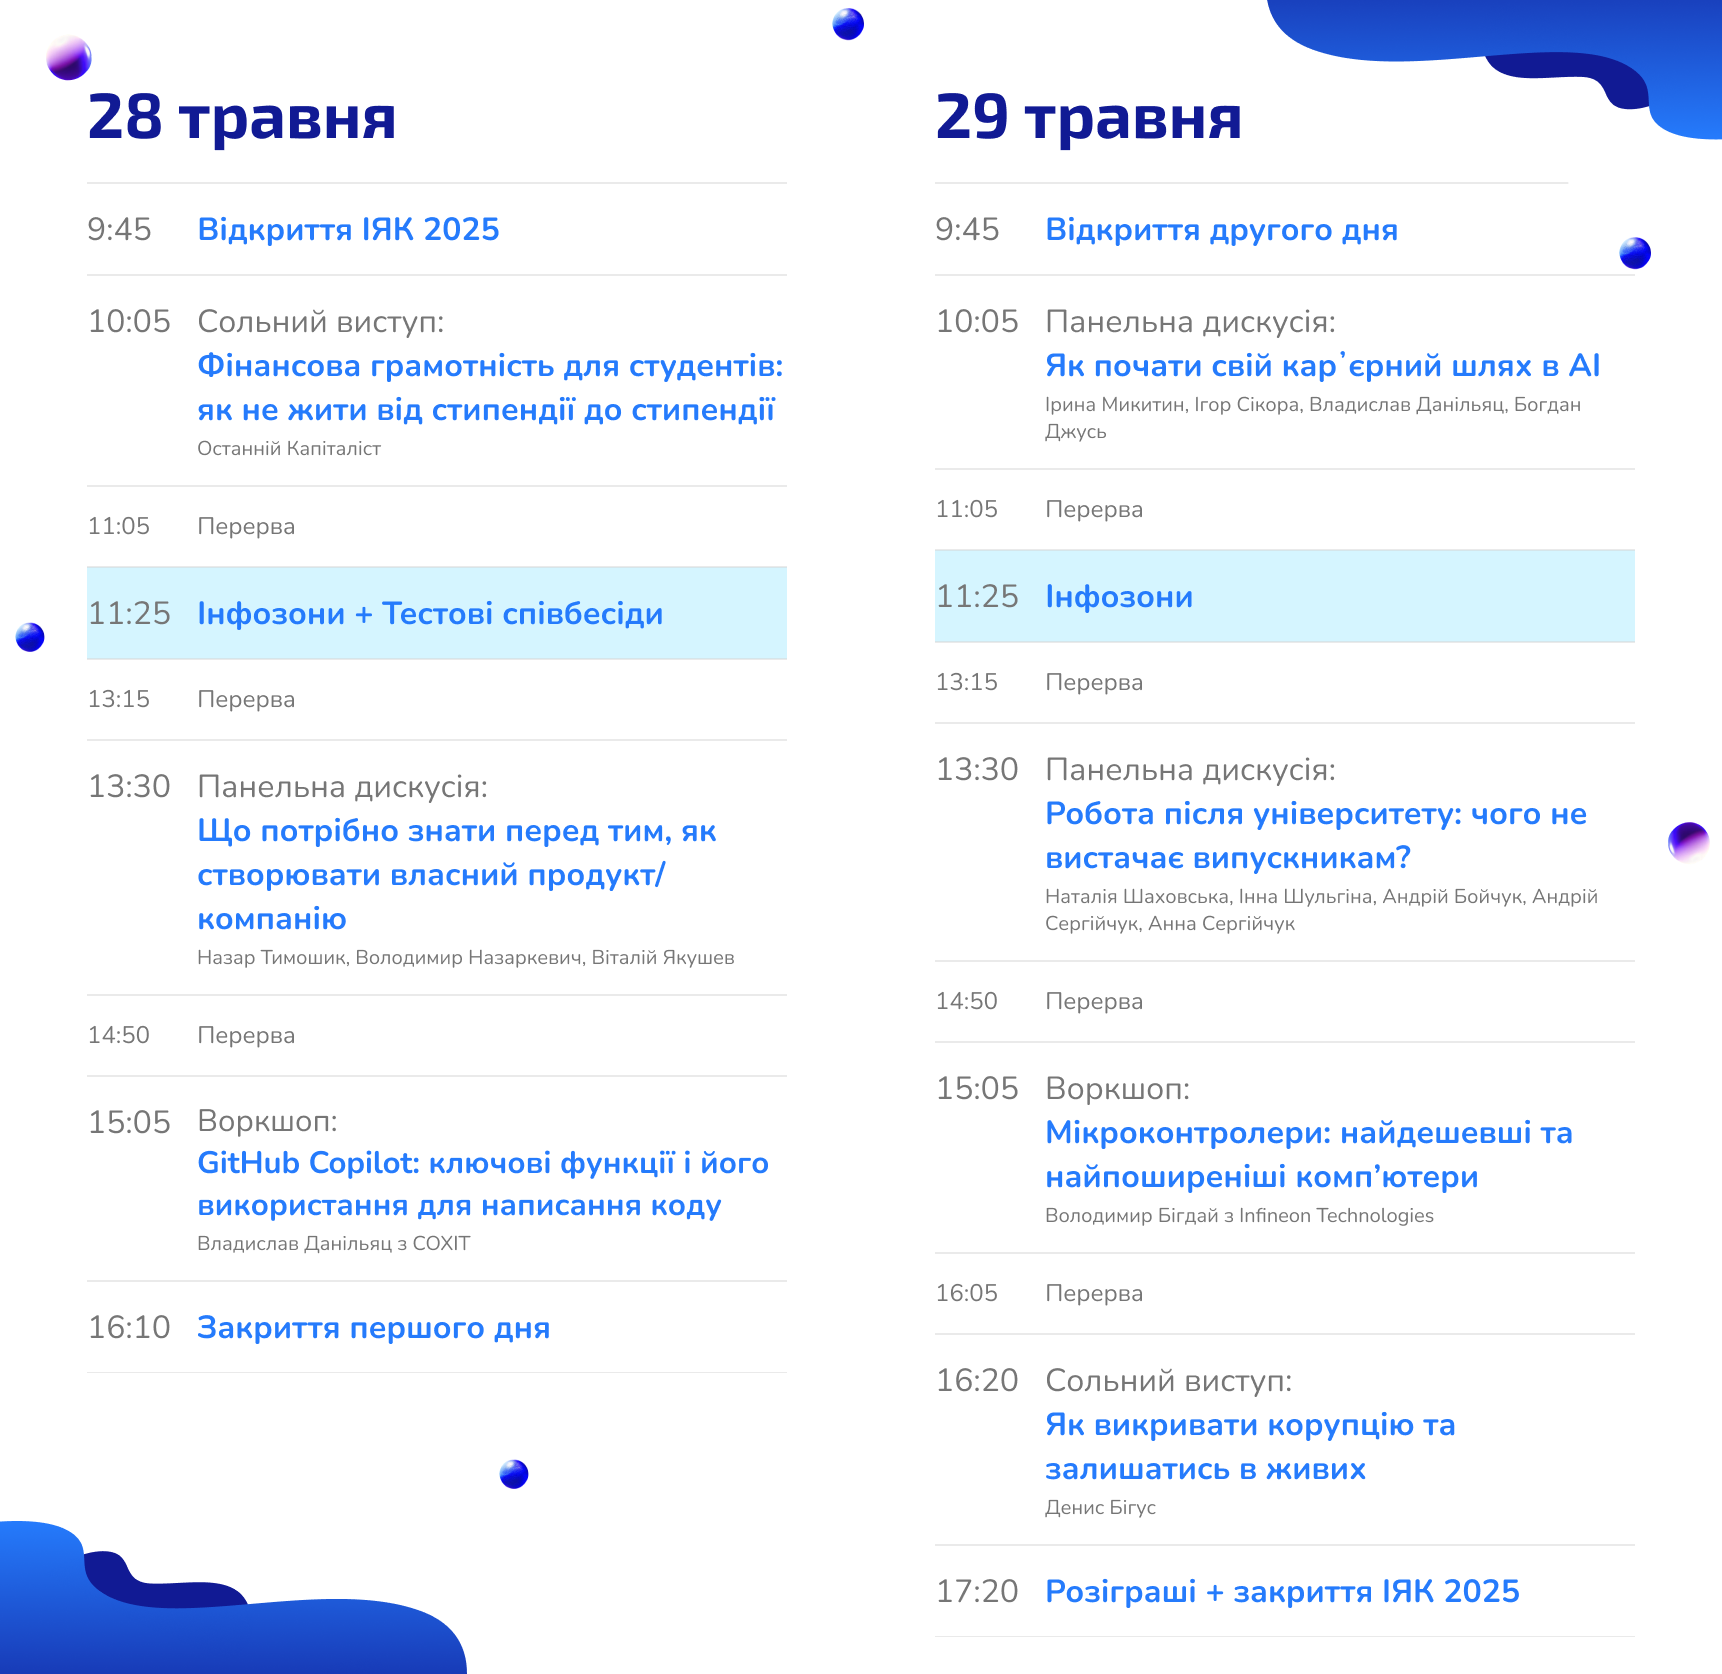 28 травня
9:45 Відкриття ІЯК 2025
10:05 Сольний виступ:
Фінансова грамотність для студентів:
як не жити від стипендії до стипендії
Останній Капіталіст
11:05 Перерва
11:25 Інфозони + Тестові співбесіди
13:15 Перерва
13:30 Панельна дискусія:
Що потрібно знати перед тим, як
створювати власний продукт/
компанію
Назар Тимошик, Володимир Назаркевич, Віталій Якушев
14:50 Перерва
15:05 Воркшоп:
GitHub Copilot: ключові функції і його
використання для написання коду
Владислав Данільяц з COXIT
16:10 Закриття першого дня
29 травня
9:45 Відкриття другого дня
10:05 Панельна дискусія:
Як почати свій кар᾽єрний шлях в AI
Ірина Микитин, Ігор Сікора, Владислав Данільяц, Богдан
Джусь
11:05 Перерва
11:25 Інфозони
13:15 Перерва
13:30 Панельна дискусія:
Робота після університету: чого не
вистачає випускникам?
Наталія Шаховська, Інна Шульгіна, Андрій Бойчук, Андрій
Сергійчук, Анна Сергійчук
14:50 Перерва
15:05 Воркшоп:
Мікроконтролери: найдешевші та
найпоширеніші комп’ютери
Володимир Бігдай з Infineon Technologies
16:05 Перерва
16:20 Сольний виступ:
Як викривати корупцію та
залишатись в живих
Денис Бігус
17:20 Розіграші + закриття ІЯК 2025